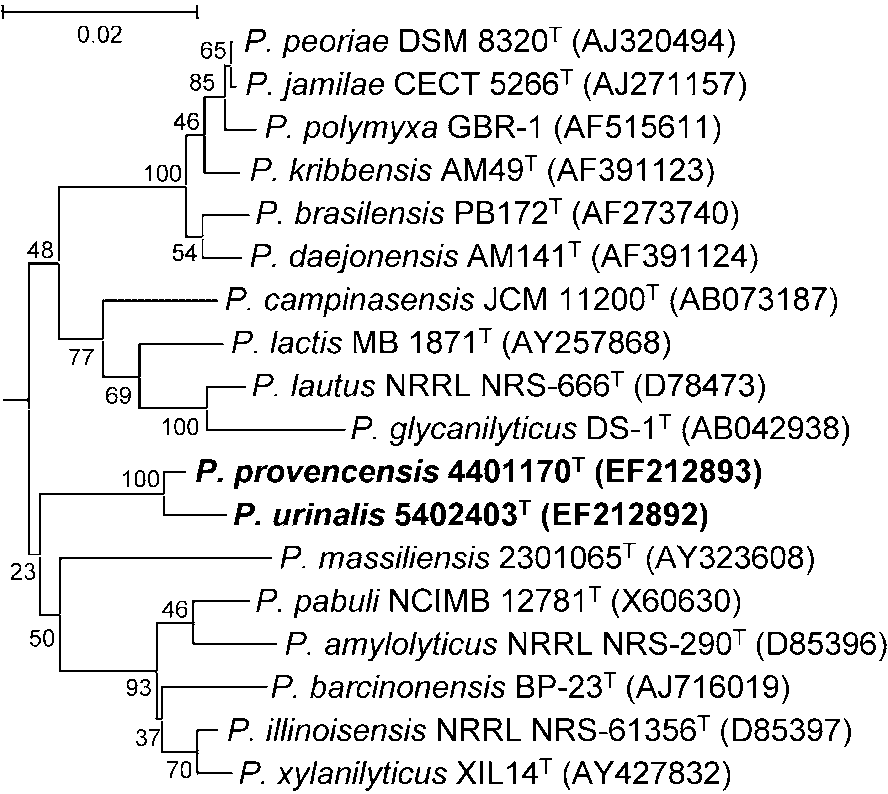 0.02
65 P. peoriae DSM 8320ᵀ (AJ320494)
85 P. jamilae CECT 5266ᵀ (AJ271157)
46 P. polymyxa GBR-1 (AF515611)
100 P. kribbensis AM49ᵀ (AF391123)
P. brasilensis PB172ᵀ (AF273740)
48 54 P. daejonensis AM141ᵀ (AF391124)
P. campinasensis JCM 11200ᵀ (AB073187)
77 P. lactis MB 1871ᵀ (AY257868)
69 P. lautus NRRL NRS-666ᵀ (D78473)
100 P. glycanilyticus DS-1ᵀ (AB042938)
100 P. provencensis 4401170ᵀ (EF212893)
P. urinalis 5402403ᵀ (EF212892)
23 P. massiliensis 2301065ᵀ (AY323608)
46 P. pabuli NCIMB 12781ᵀ (X60630)
50 P. amylolyticus NRRL NRS-290ᵀ (D85396)
93 P. barcinonensis BP-23ᵀ (AJ716019)
37 P. illinoisensis NRRL NRS-61356ᵀ (D85397)
70 P. xylanilyticus XIL14ᵀ (AY427832)